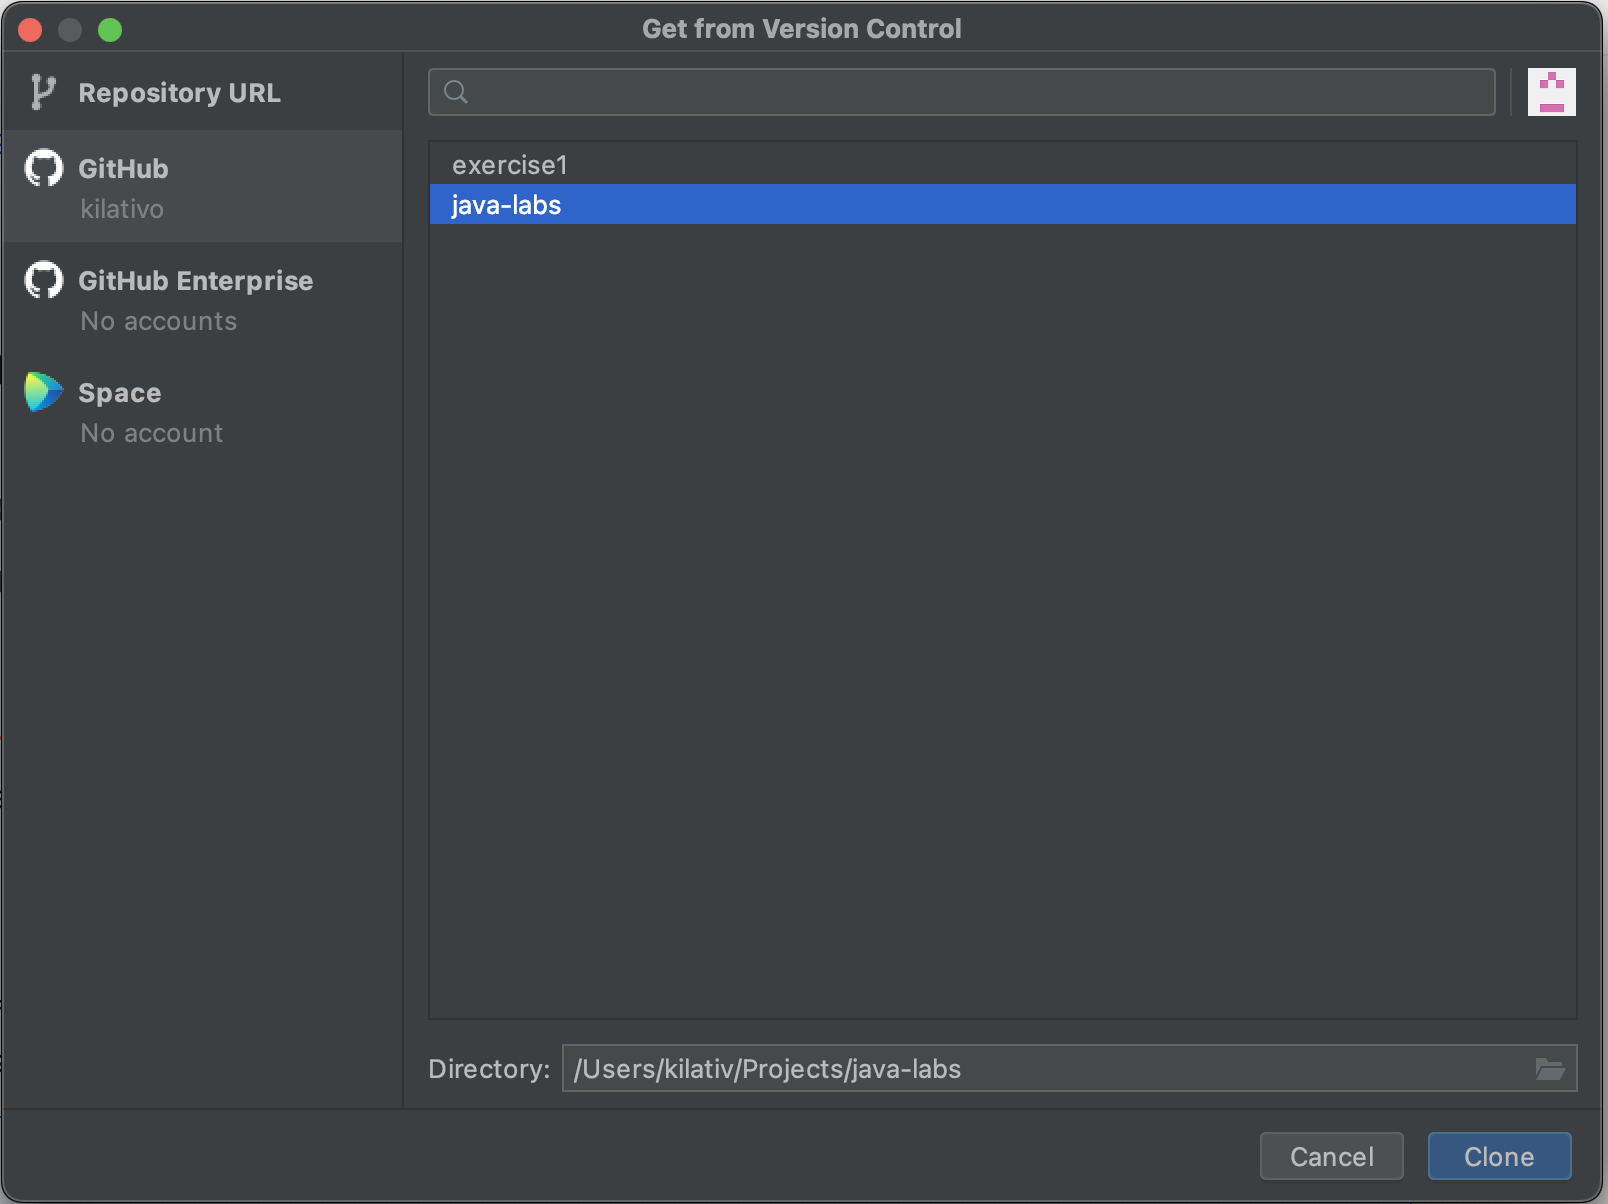 Get from Version Control
Repository URL
GitHub
kilativo
GitHub Enterprise
No accounts
Space
No account
exercise1
java-labs
Directory: /Users/kilativ/Projects/java-labs
Cancel Clone